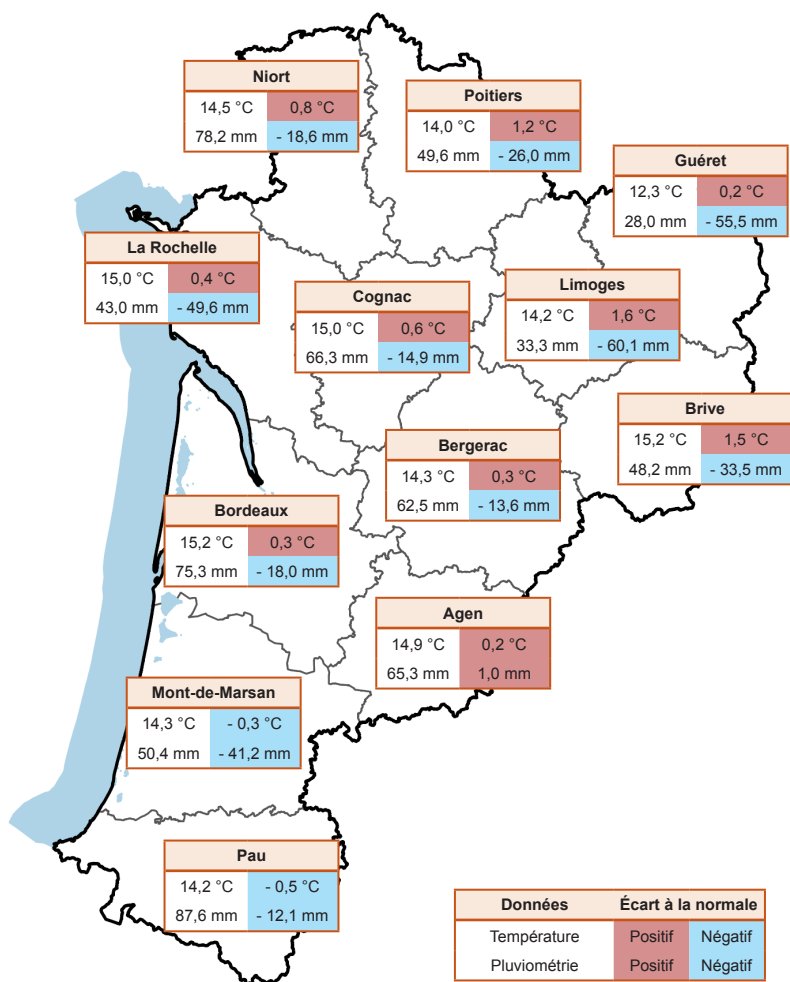 Niort
14,5 °C 0,8 °C
78,2 mm - 18,6 mm
Poitiers
14,0 °C 1,2 °C
49,6 mm - 26,0 mm
Guéret
12,3 °C 0,2 °C
28,0 mm - 55,5 mm
La Rochelle
15,0 °C 0,4 °C
43,0 mm - 49,6 mm
Cognac
15,0 °C 0,6 °C
66,3 mm - 14,9 mm
Limoges
14,2 °C 1,6 °C
33,3 mm - 60,1 mm
Brive
15,2 °C 1,5 °C
48,2 mm - 33,5 mm
Bergerac
14,3 °C 0,3 °C
62,5 mm - 13,6 mm
Bordeaux
15,2 °C 0,3 °C
75,3 mm - 18,0 mm
Agen
14,9 °C 0,2 °C
65,3 mm 1,0 mm
Mont-de-Marsan
14,3 °C - 0,3 °C
50,4 mm - 41,2 mm
Pau
14,2 °C - 0,5 °C
87,6 mm - 12,1 mm
Données Écart à la normale
Température Positif Négatif
Pluviométrie Positif Négatif